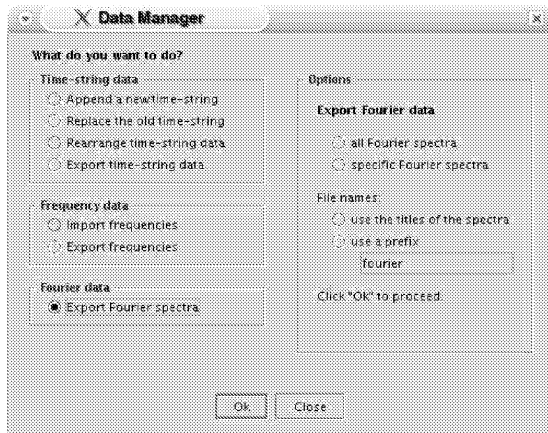 Data Manager
What do you want to do?
Time-string data
Append a new time-string
Replace the old time-string
Rearrange time-string data
Export time-string data
Frequency data
Import frequencies
Export frequencies
Fourier data
Export Fourier spectra
Options
Export Fourier data
all Fourier spectra
specific Fourier spectra
File names:
use the titles of the spectra
use a prefix
fourier
Click "Ok" to proceed.
Ok
Close